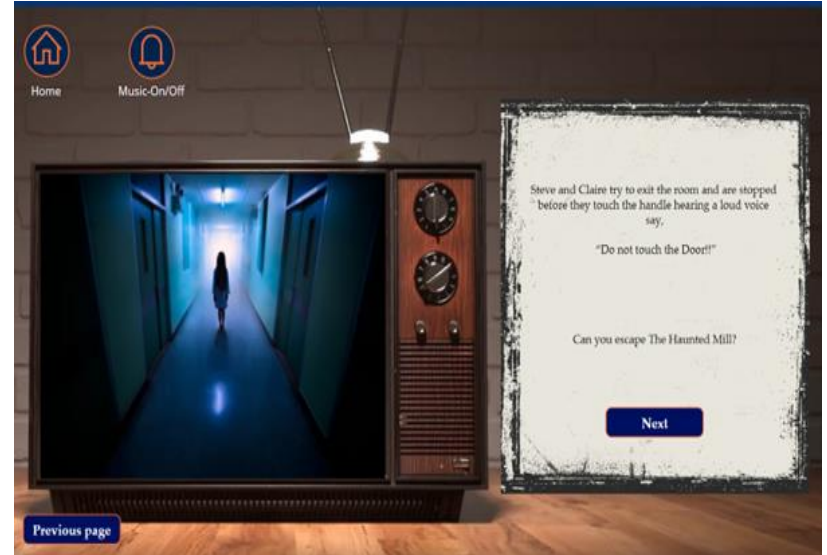 Home
Music-On/Off
Steve and Claire try to exit the room and are stopped
before they touch the handle hearing a loud voice
say,
“Do not touch the Door!!”
Can you escape The Haunted Mill?
Next
Previous page